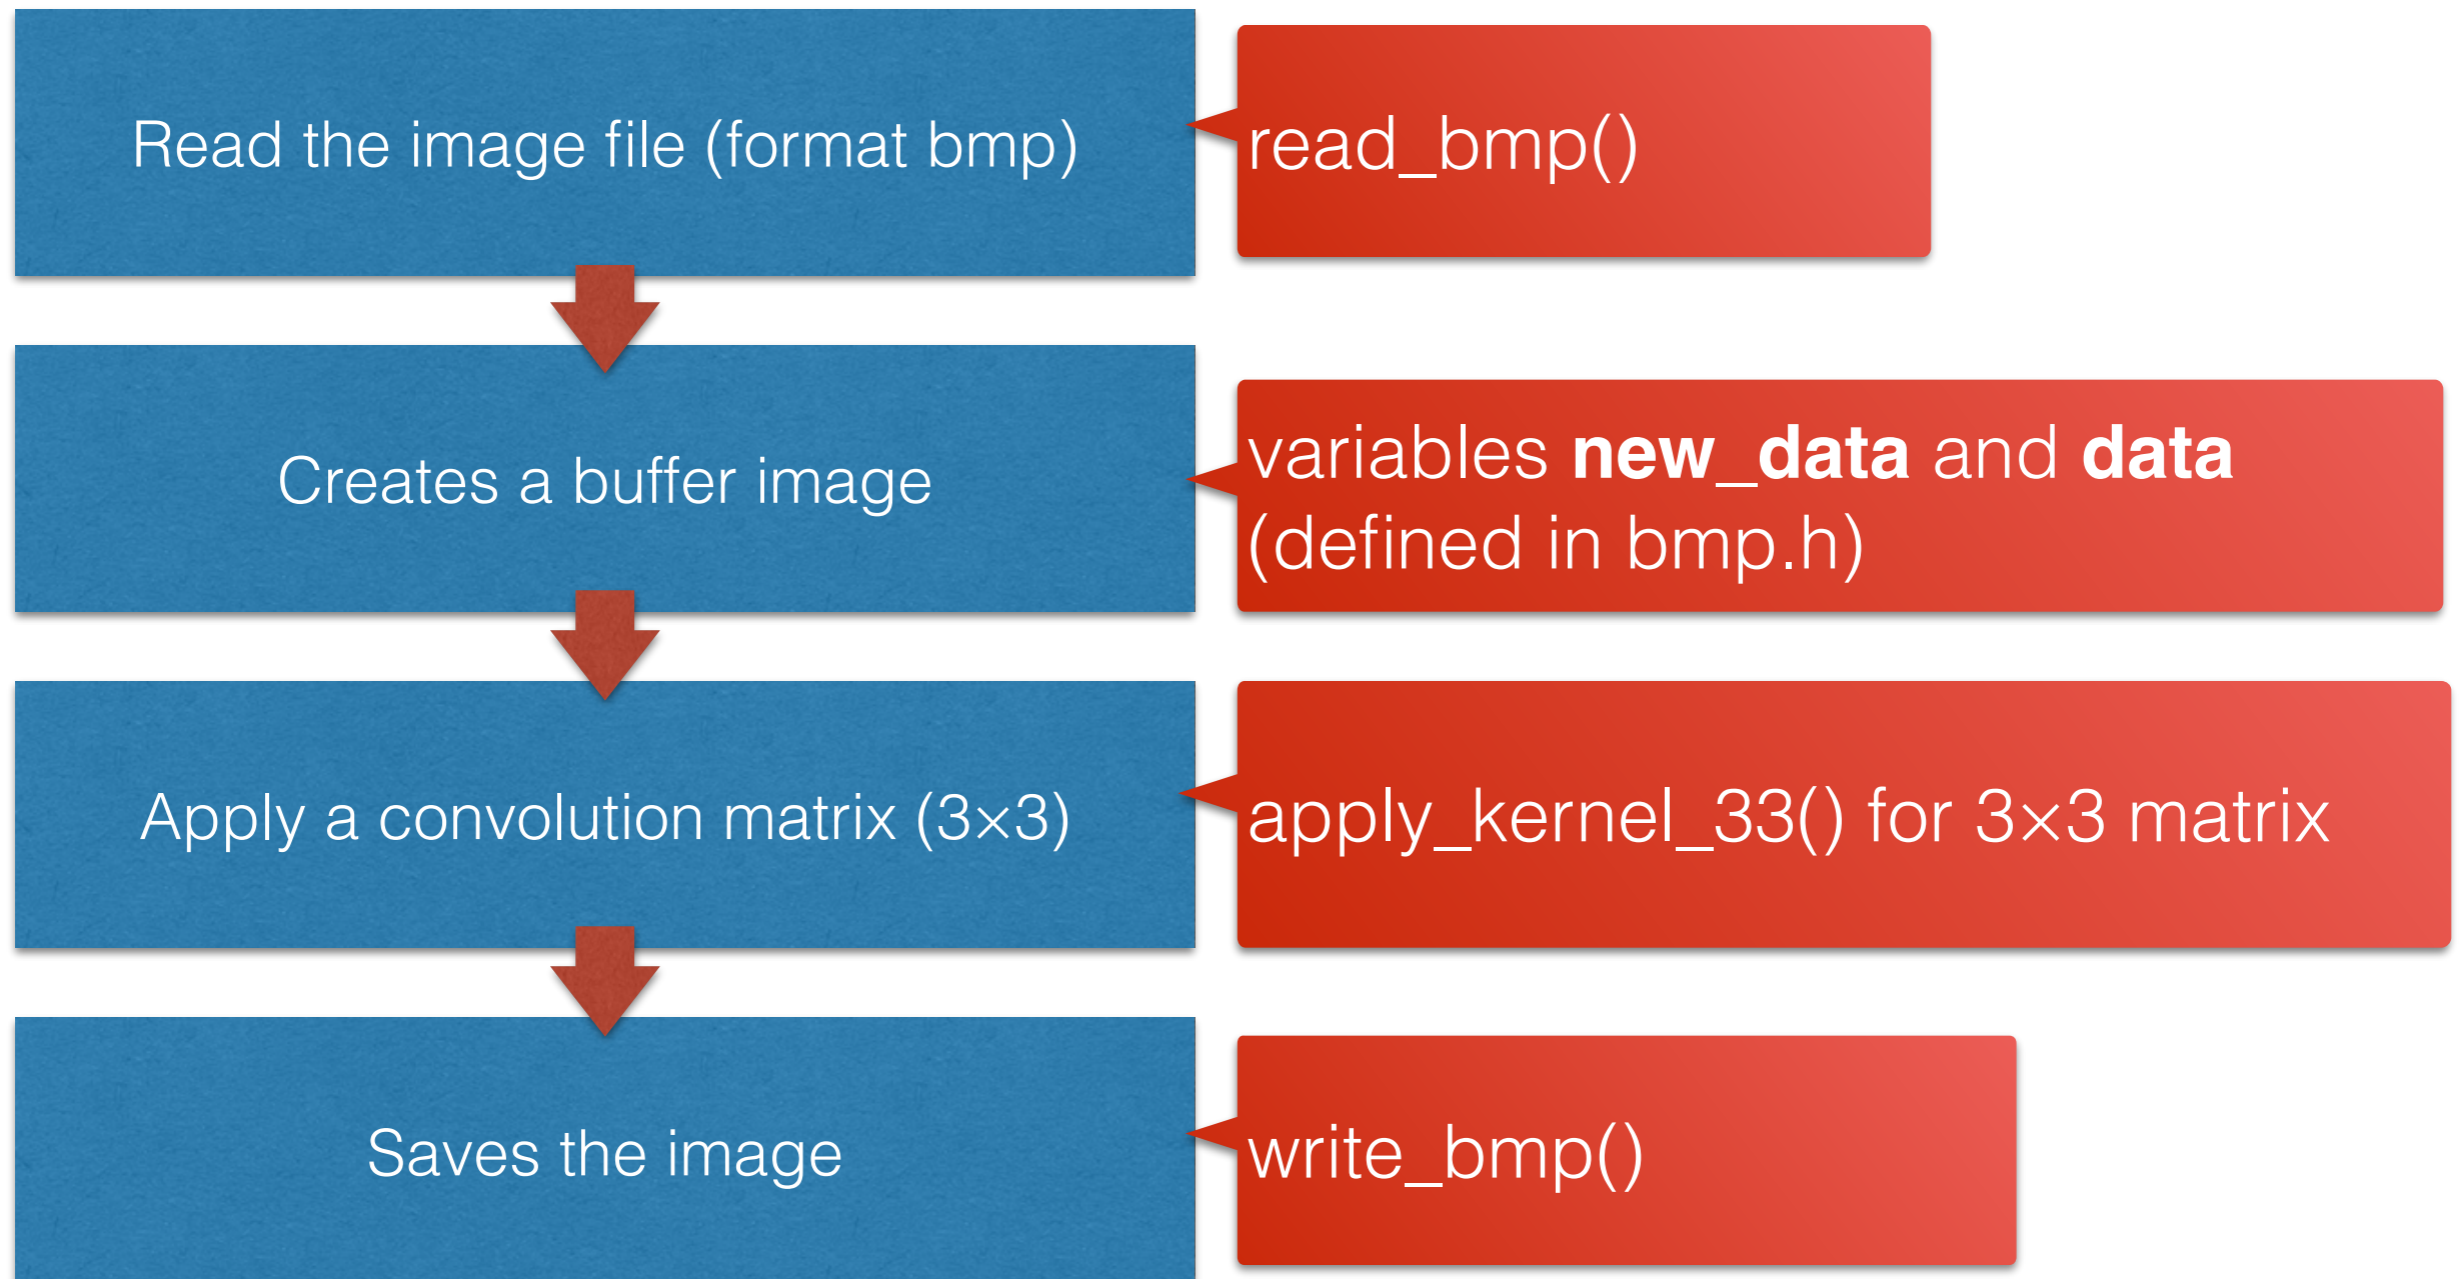 Read the image file (format bmp)
read_bmp()
Creates a buffer image
variables new_data and data
(defined in bmp.h)
Apply a convolution matrix (3×3)
apply_kernel_33() for 3×3 matrix
Saves the image
write_bmp()